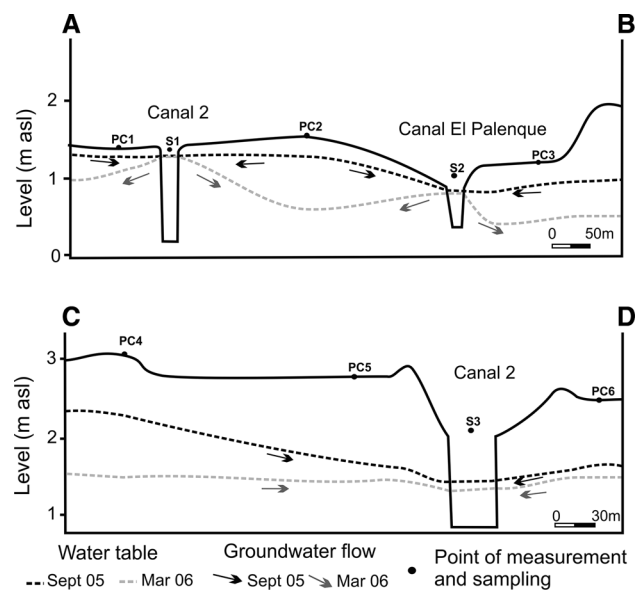 A
B
Level (m asl)
2
1
0
PC1
Canal 2
S1
PC2
Canal El Palenque
S2
PC3
0 50m
C
D
Level (m asl)
3
2
1
PC4
PC5
Canal 2
S3
PC6
0 30m
Water table
Groundwater flow
Point of measurement
and sampling
Sept 05 Mar 06
Sept 05 Mar 06